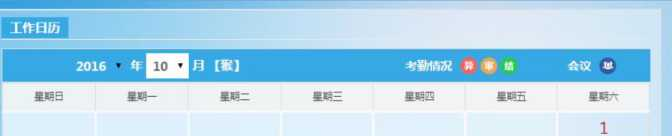 工作日历
2016 年 10 月 【猴】 考勤情况 异 审 结 会议
星期日 星期一 星期二 星期三 星期四 星期五 星期六
1